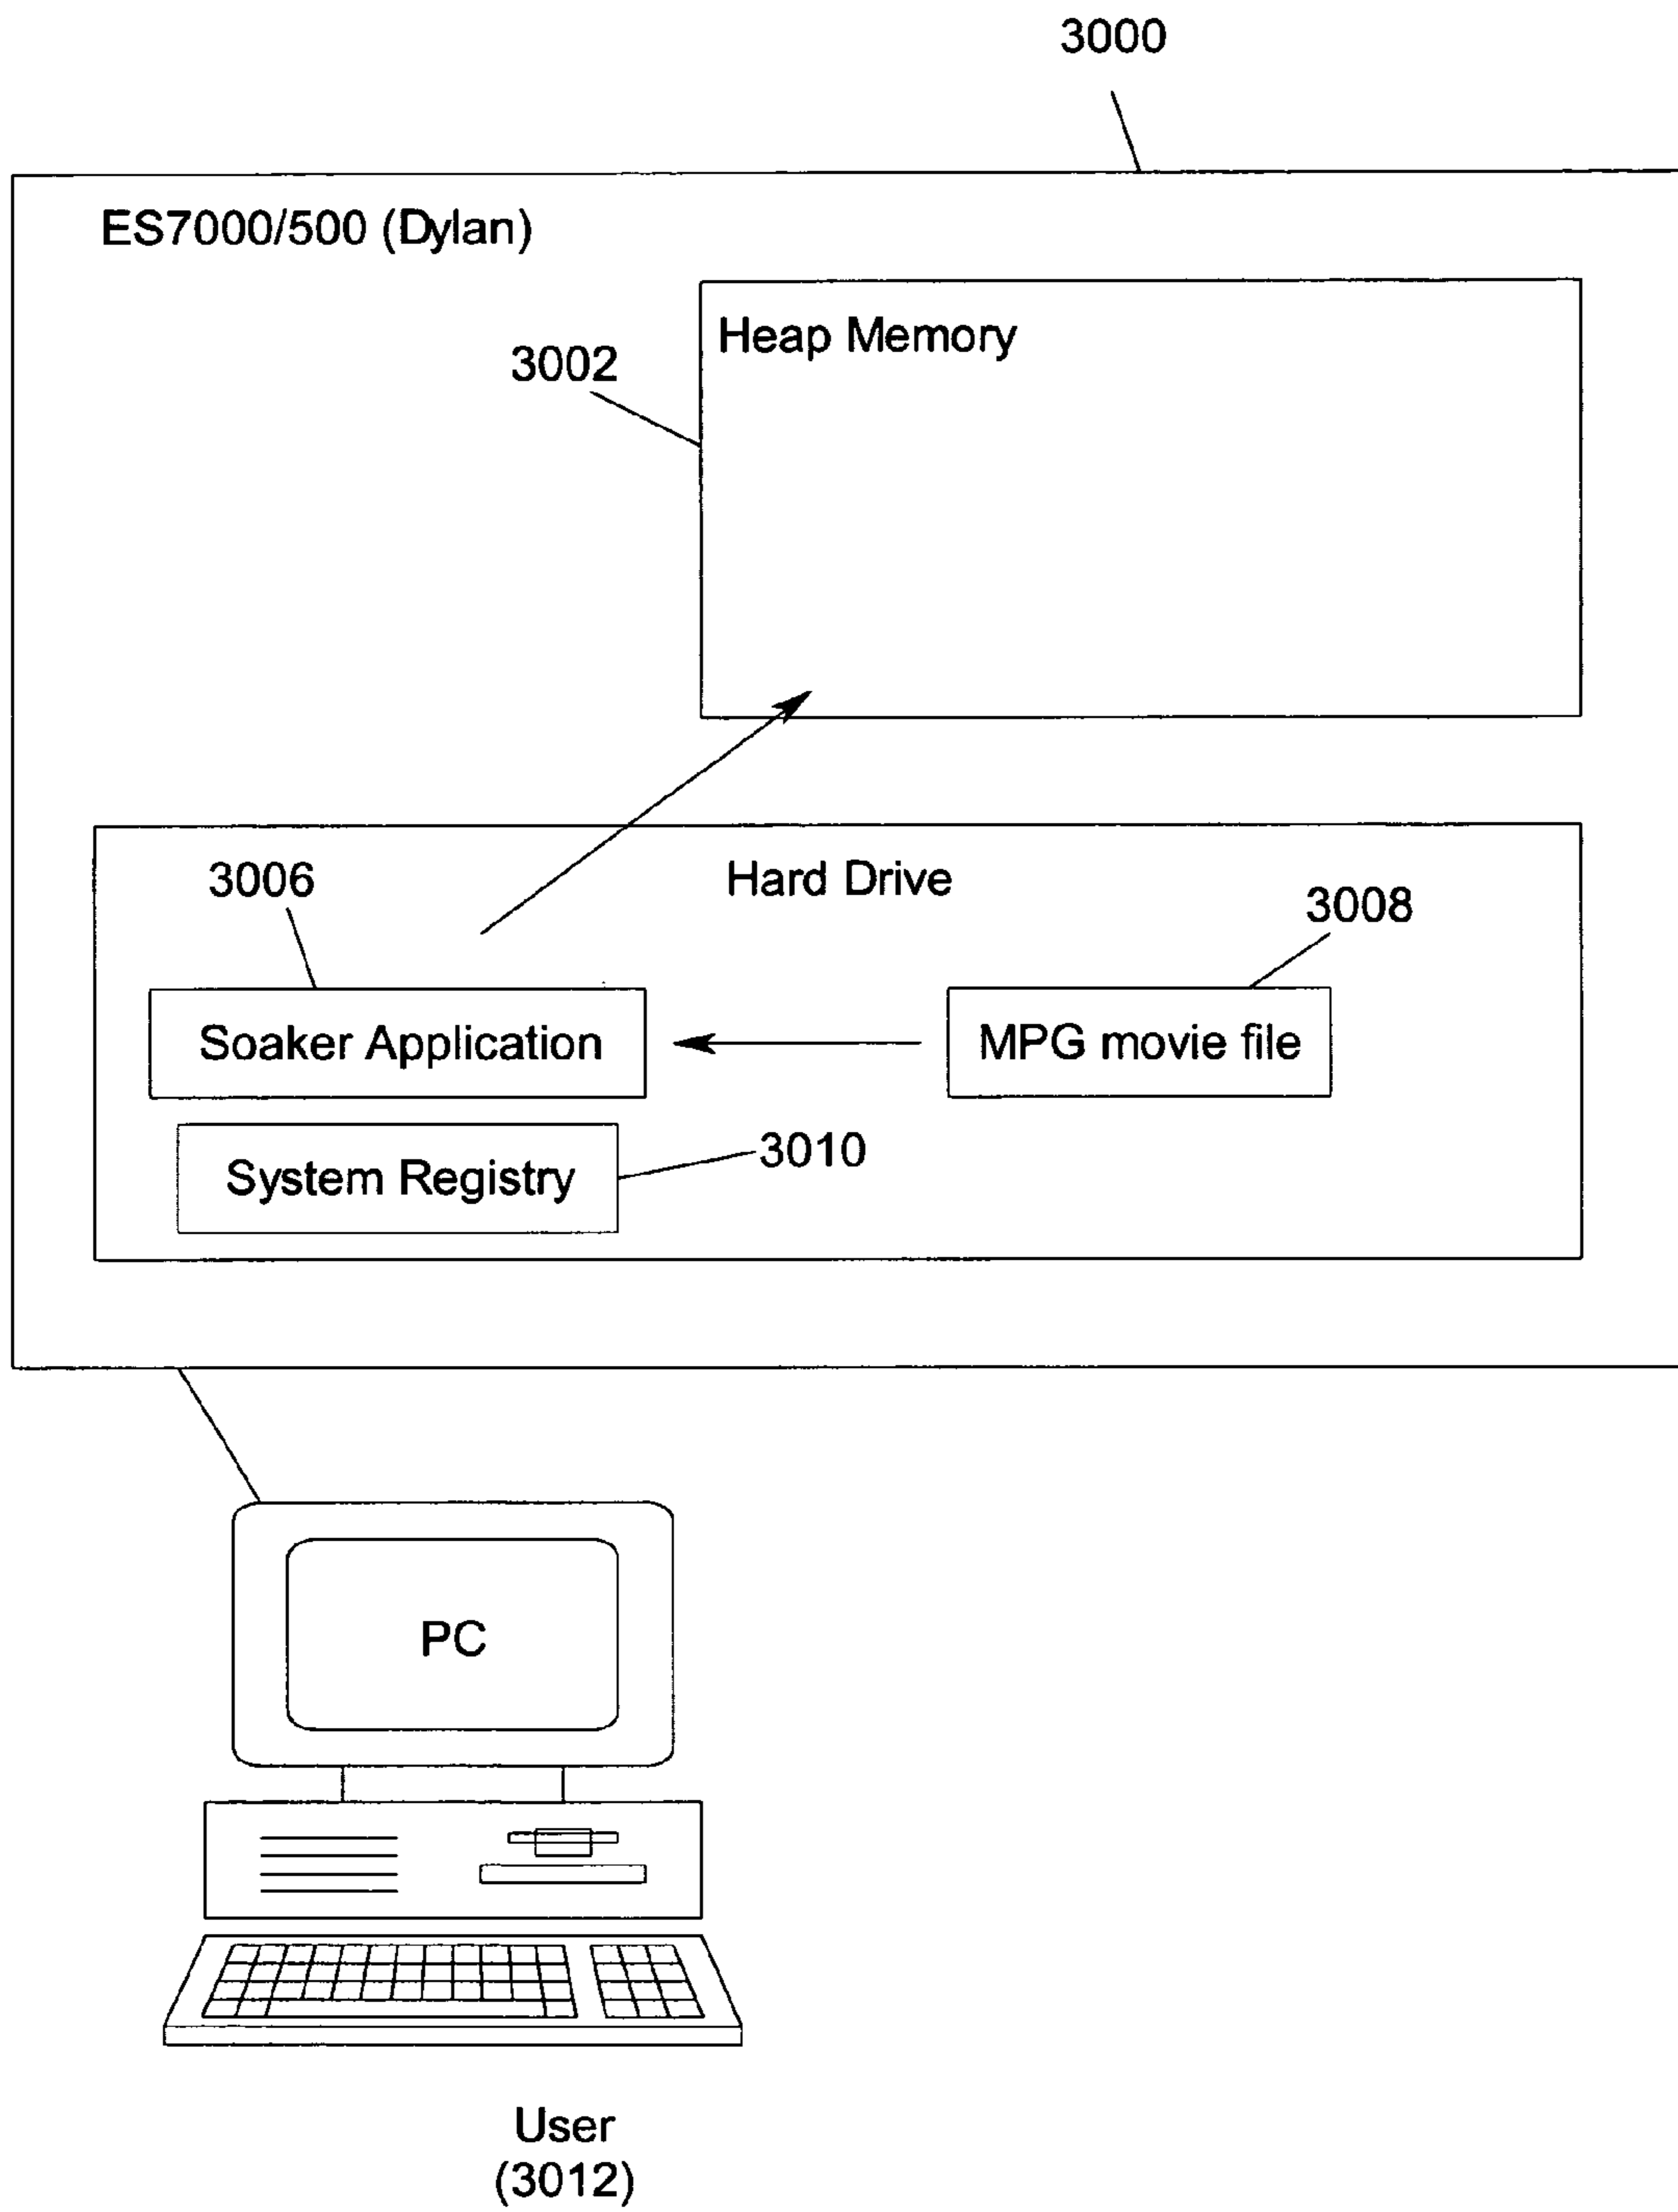 3000
ES7000/500 (Dylan)
Heap Memory
3002
Hard Drive
3006
3008
Soaker Application
MPG movie file
System Registry
3010
PC
User
(3012)